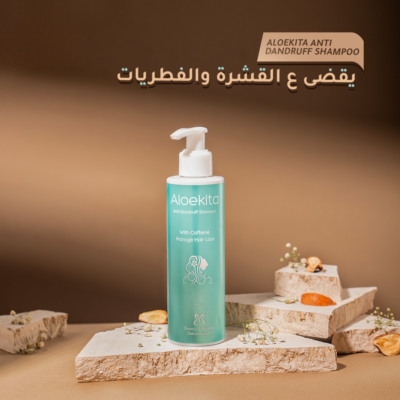 ALOEKITA ANTI
DANDRUFF SHAMPOO
يقضى ع القشرة والفطريات
Aloekita
Anti Dandruff Shampoo
With Caffeine
Manage Hair Loss